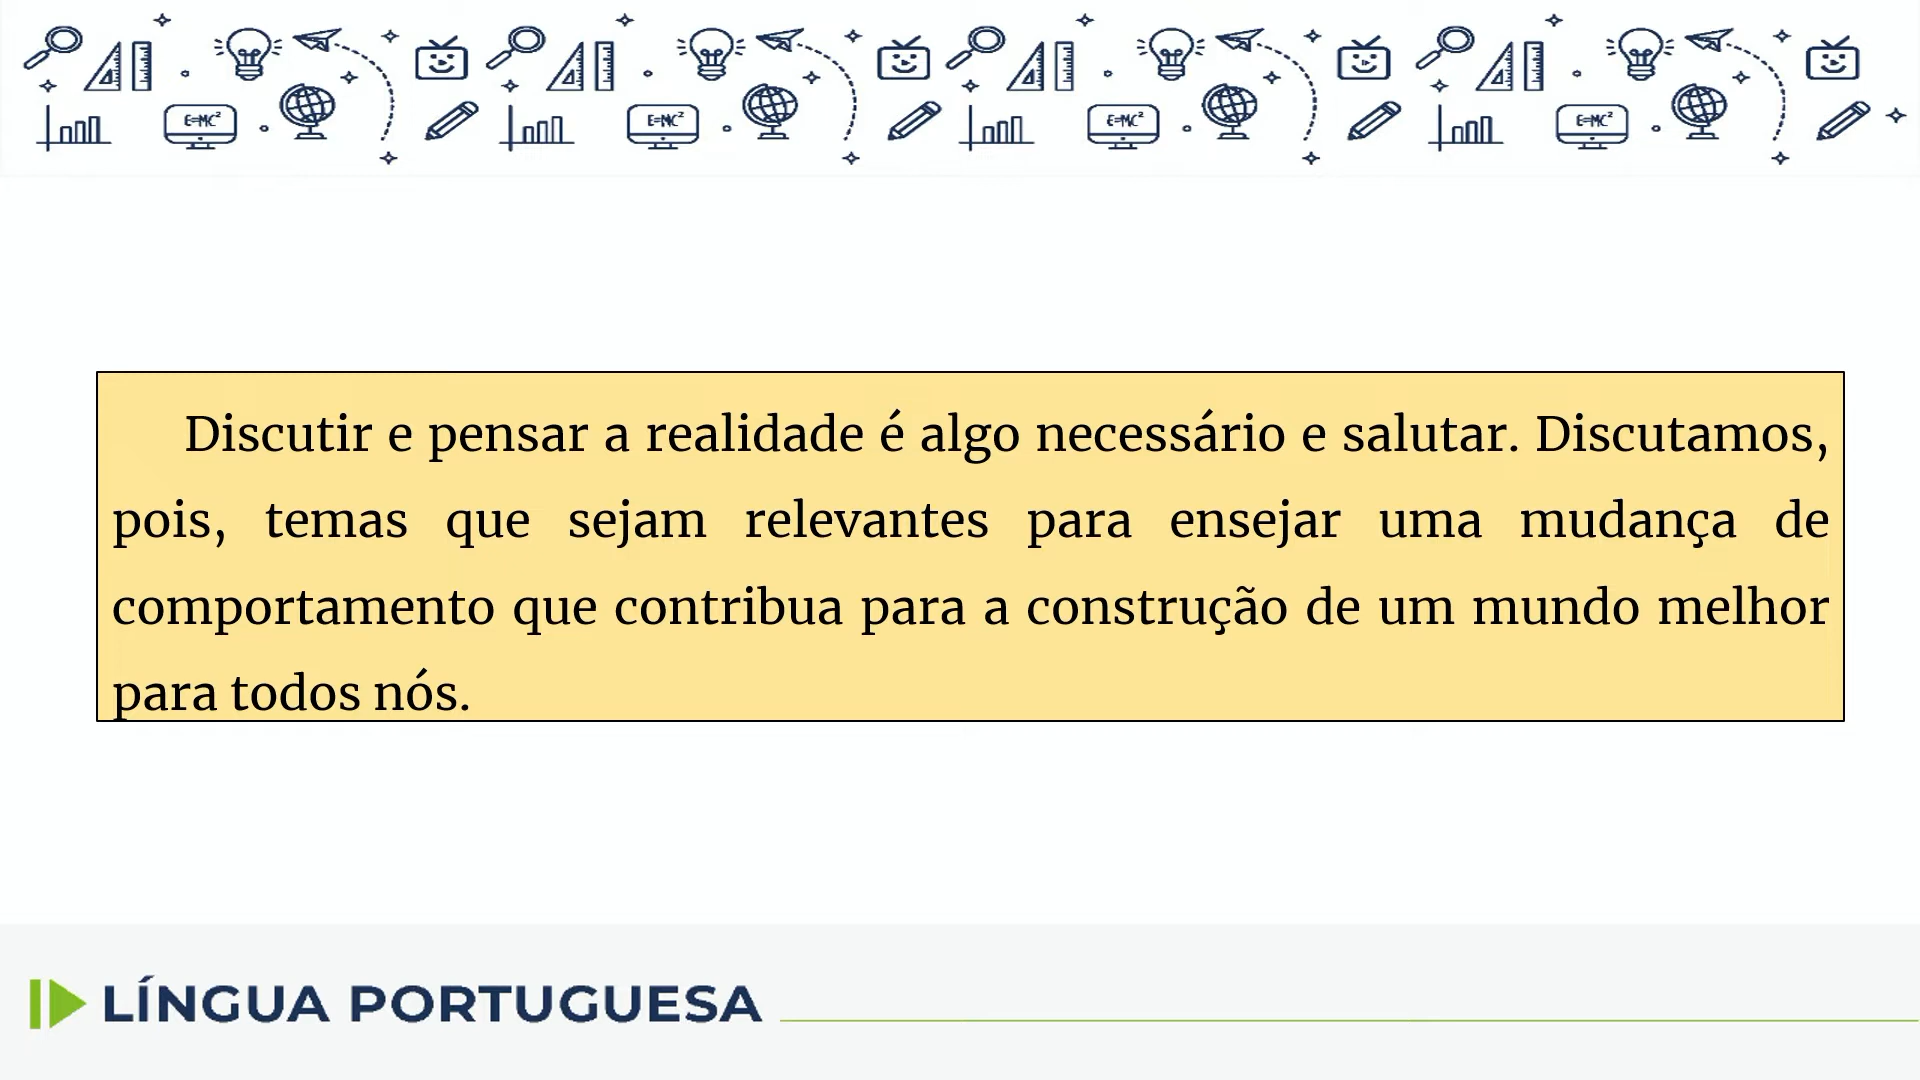 E=MC² E=MC² E=MC² E=MC²
Discutir e pensar a realidade é algo necessário e salutar. Discutamos,
pois, temas que sejam relevantes para ensejar uma mudança de
comportamento que contribua para a construção de um mundo melhor
para todos nós.
LÍNGUA PORTUGUESA